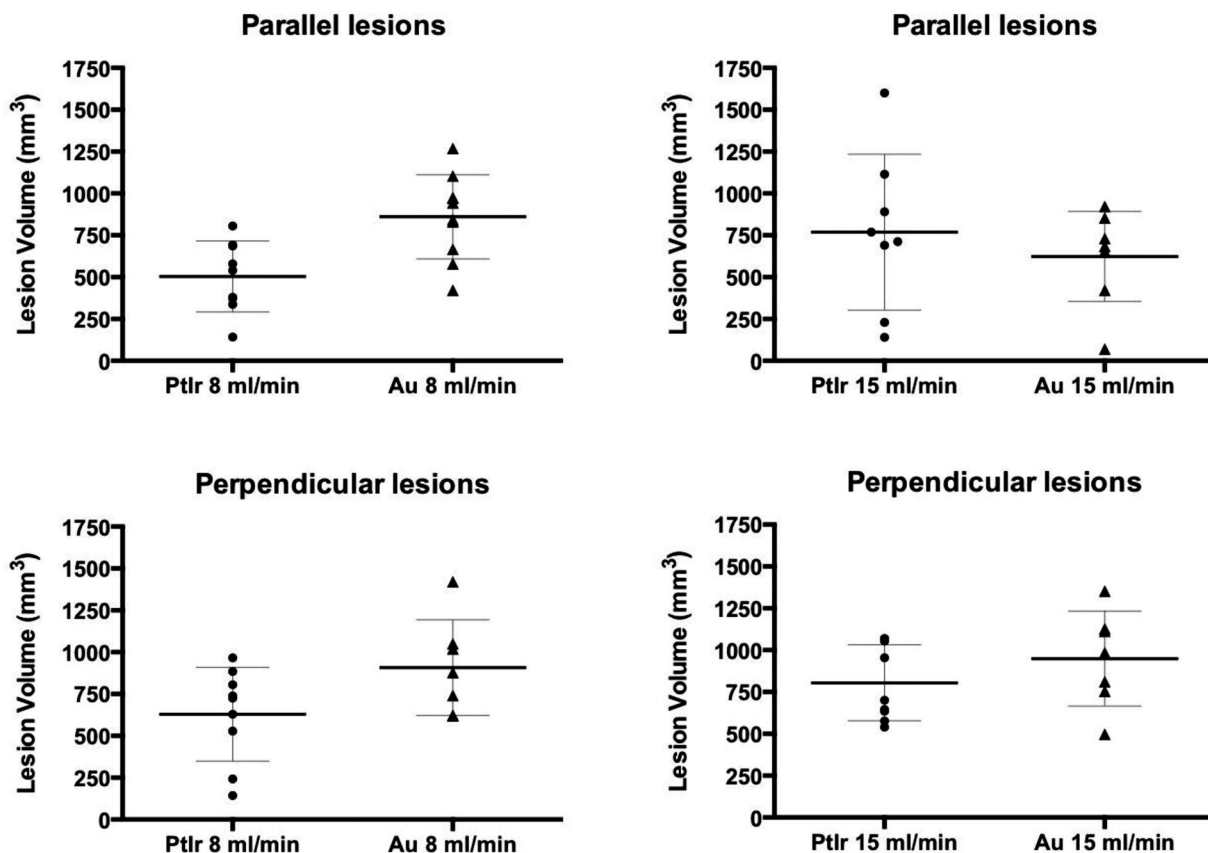 Parallel lesions
Lesion Volume (mm³)
1750
1500
1250
1000
750
500
250
0
PtIr 8 ml/min Au 8 ml/min
Parallel lesions
Lesion Volume (mm³)
1750
1500
1250
1000
750
500
250
0
PtIr 15 ml/min Au 15 ml/min
Perpendicular lesions
Lesion Volume (mm³)
1750
1500
1250
1000
750
500
250
0
PtIr 8 ml/min Au 8 ml/min
Perpendicular lesions
Lesion Volume (mm³)
1750
1500
1250
1000
750
500
250
0
PtIr 15 ml/min Au 15 ml/min